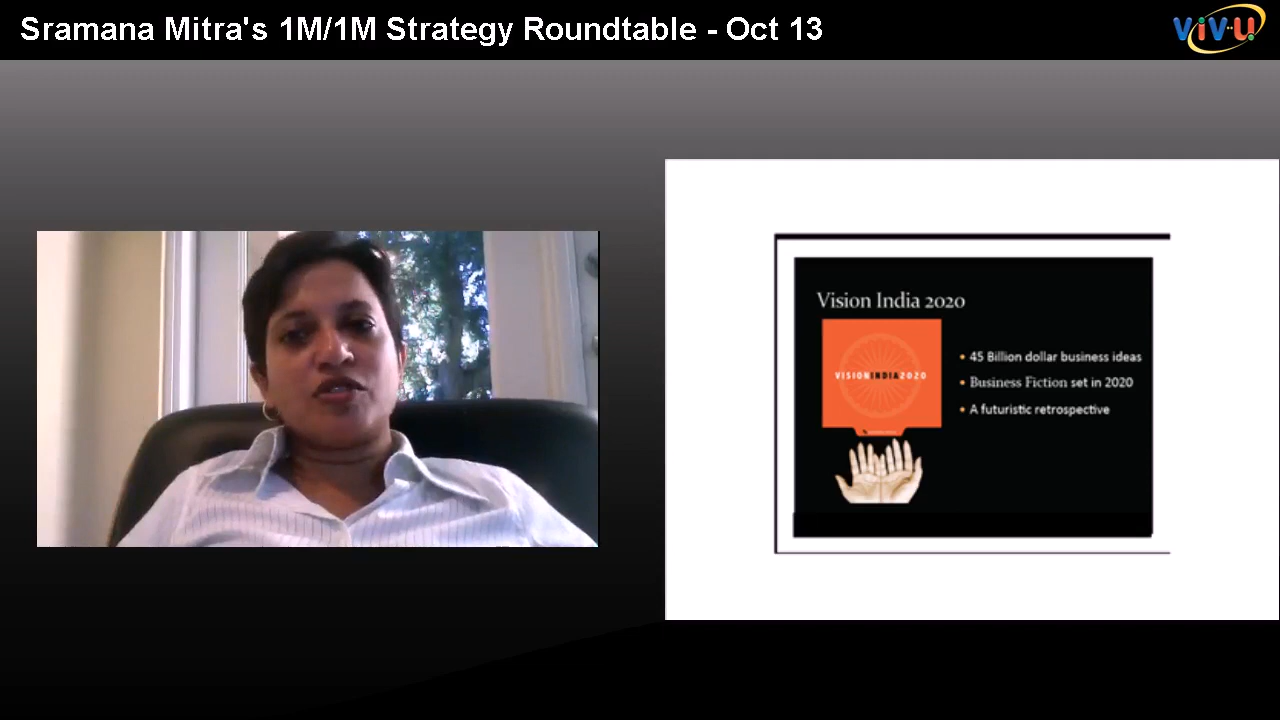 Sramana Mitra's 1M/1M Strategy Roundtable - Oct 13
ViVU
Vision India 2020
VISIONINDIA2020
• 45 Billion dollar business ideas
• Business Fiction set in 2020
• A futuristic retrospective